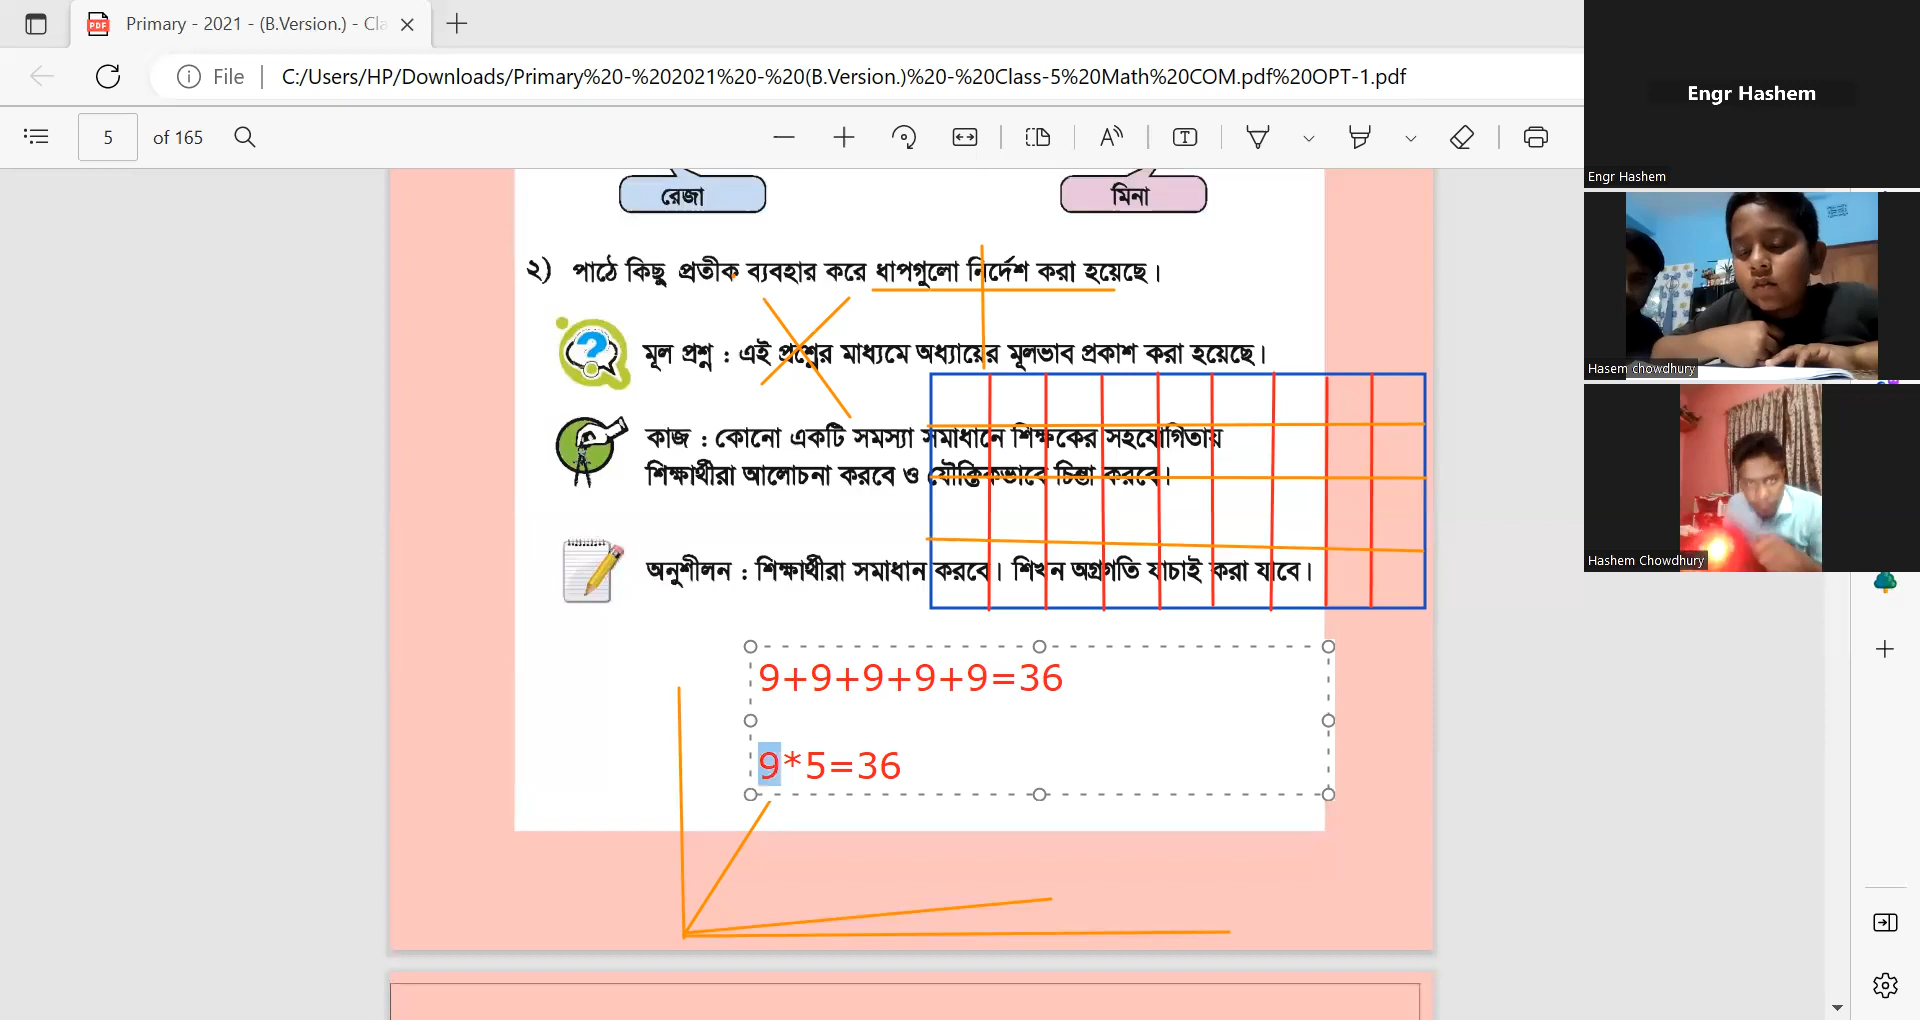 Primary - 2021 - (B.Version.) - Cla
File
C:/Users/HP/Downloads/Primary%20-%202021%20-%20(B.Version.)%20-%20Class-5%20Math%20COM.pdf%20OPT-1.pdf
5 of 165
রেজা
মিনা
২) পাঠে কিছু প্রতীক ব্যবহার করে ধাপগুলো নির্দেশ করা হয়েছে।
মূল প্রশ্ন : এই প্রশ্নের মাধ্যমে অধ্যায়ের মূলভাব প্রকাশ করা হয়েছে।
কাজ : কোনো একটি সমস্যা সমাধানে শিক্ষকের সহযোগিতায়
শিক্ষার্থীরা আলোচনা করবে ও যৌক্তিকভাবে চিন্তা করবে।
অনুশীলন : শিক্ষার্থীরা সমাধান করবে। শিখন অগ্রগতি যাচাই করা যাবে।
9+9+9+9+9=36
9*5=36
Engr Hashem
Engr Hashem
Hasem chowdhury
Hashem Chowdhury